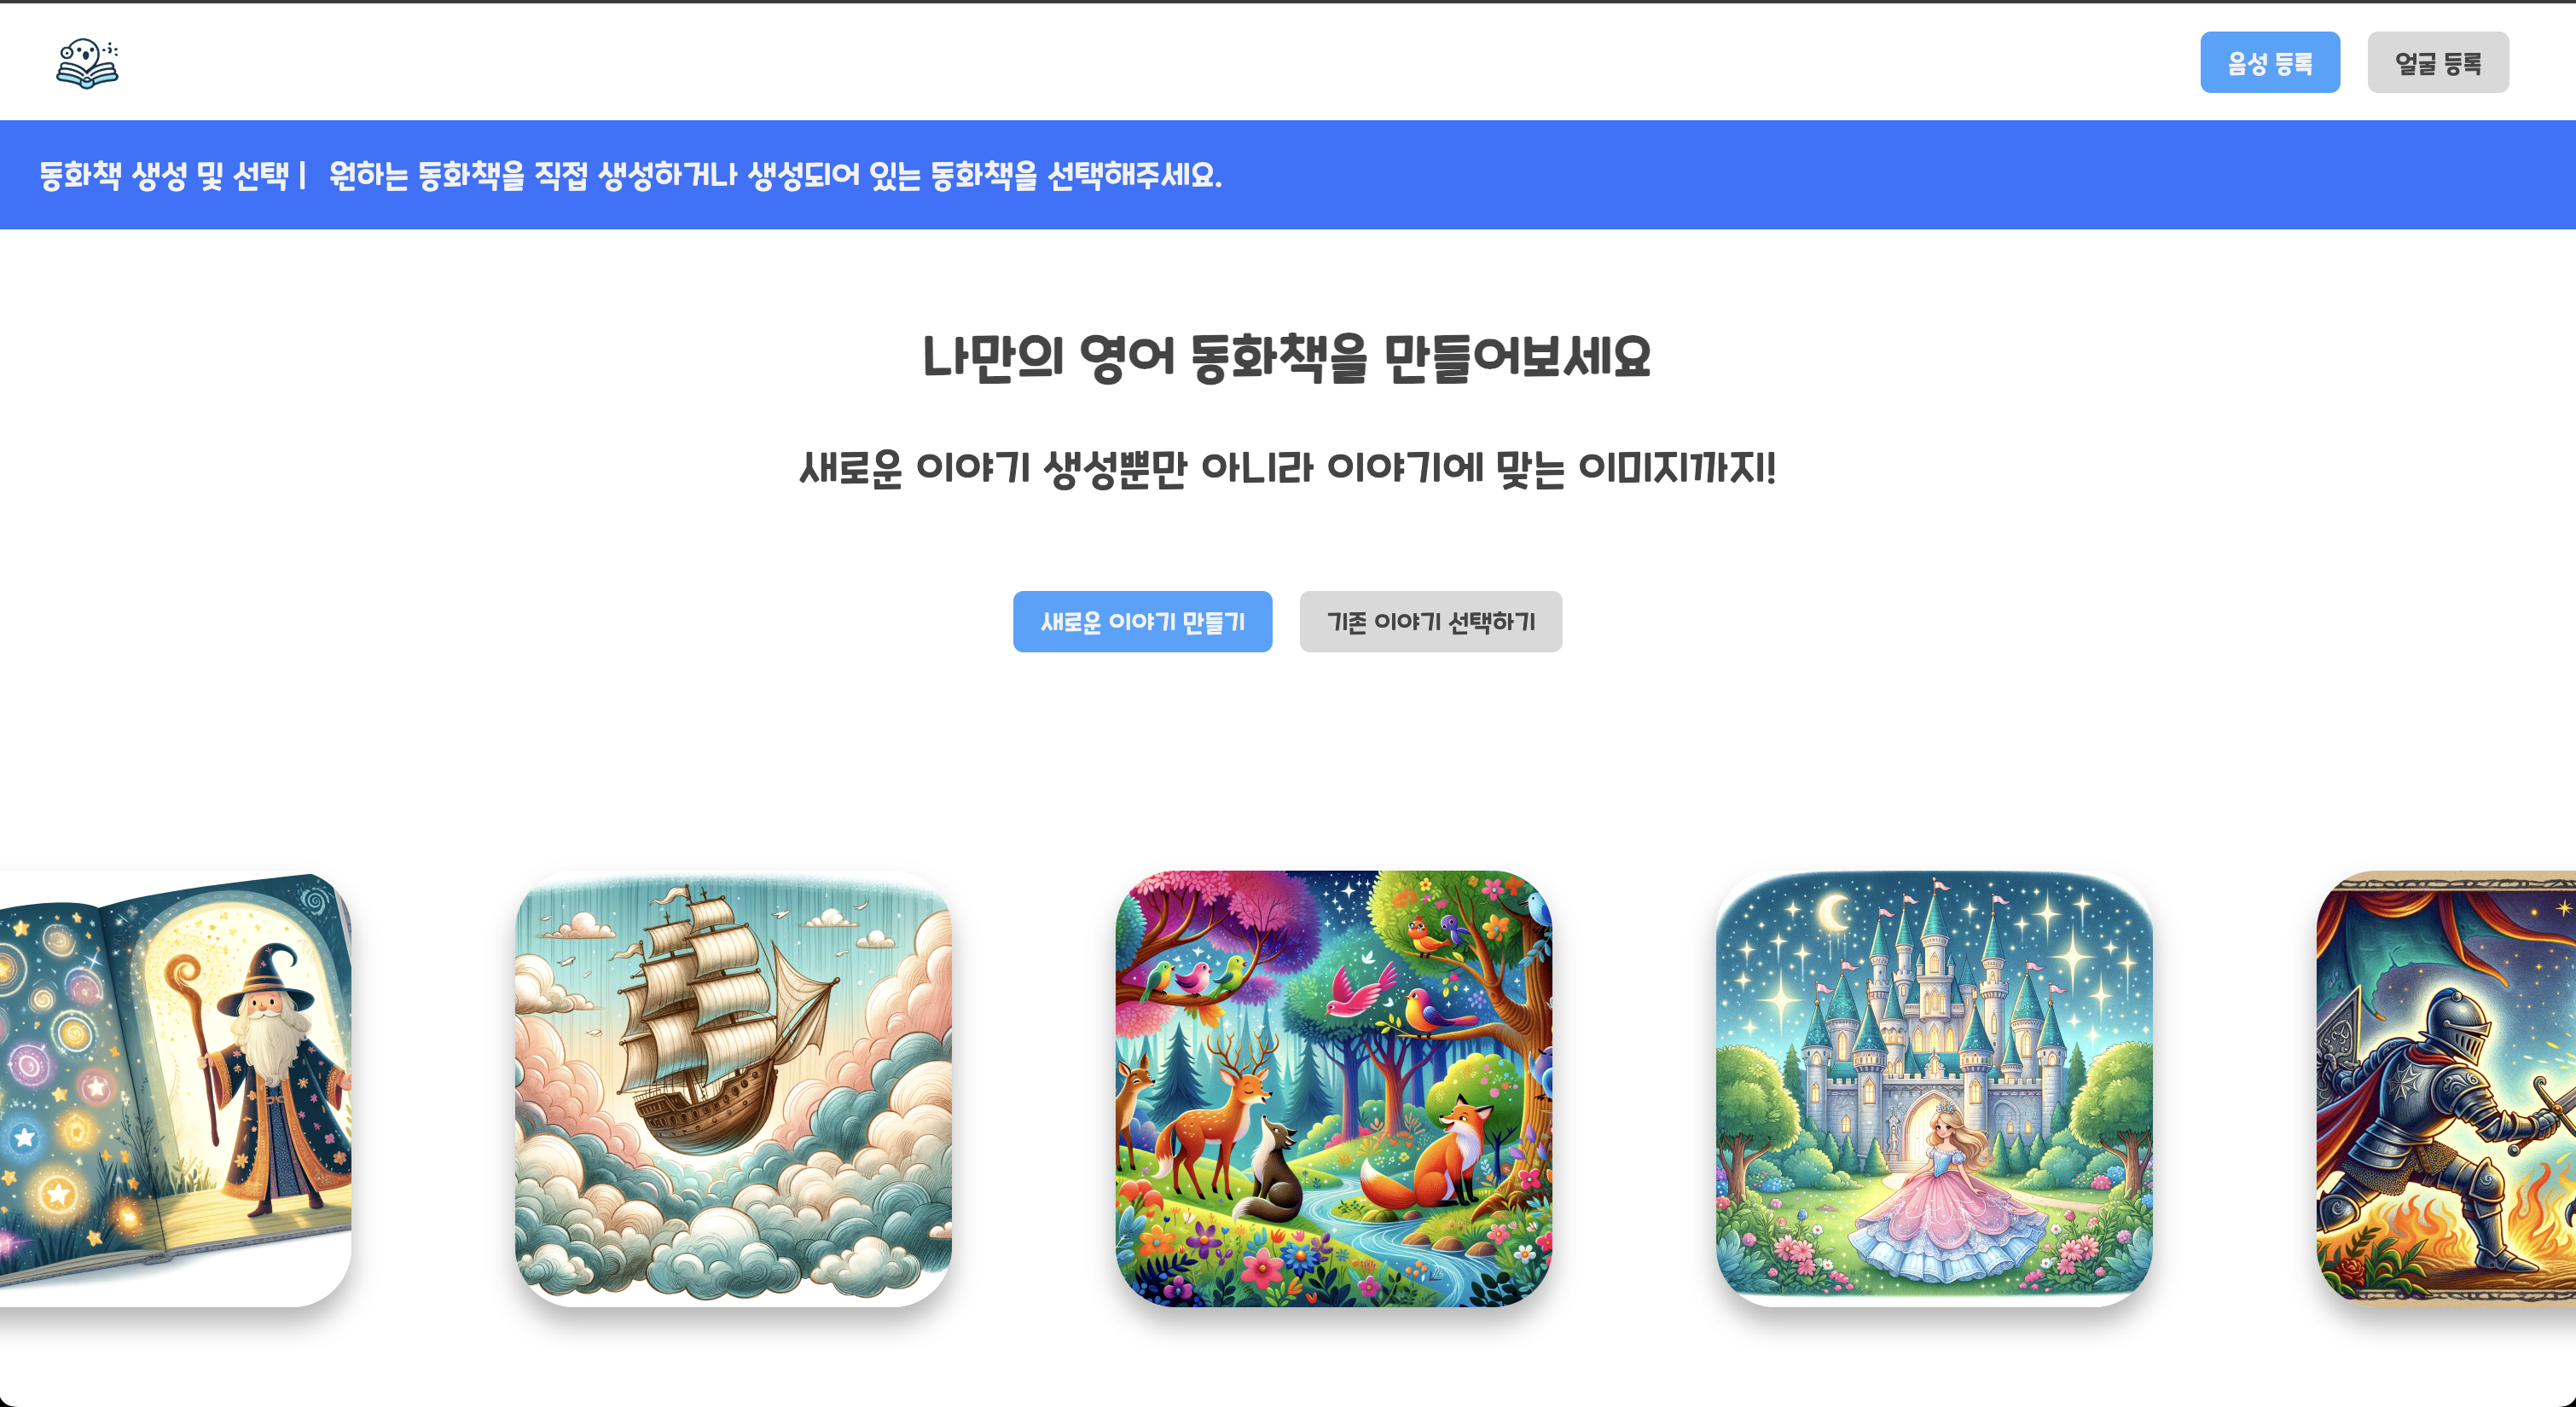 음성 등록
얼굴 등록
동화책 생성 및 선택 | 원하는 동화책을 직접 생성하거나 생성되어 있는 동화책을 선택해주세요.
나만의 영어 동화책을 만들어보세요
새로운 이야기 생성뿐만 아니라 이야기에 맞는 이미지까지!
새로운 이야기 만들기
기존 이야기 선택하기